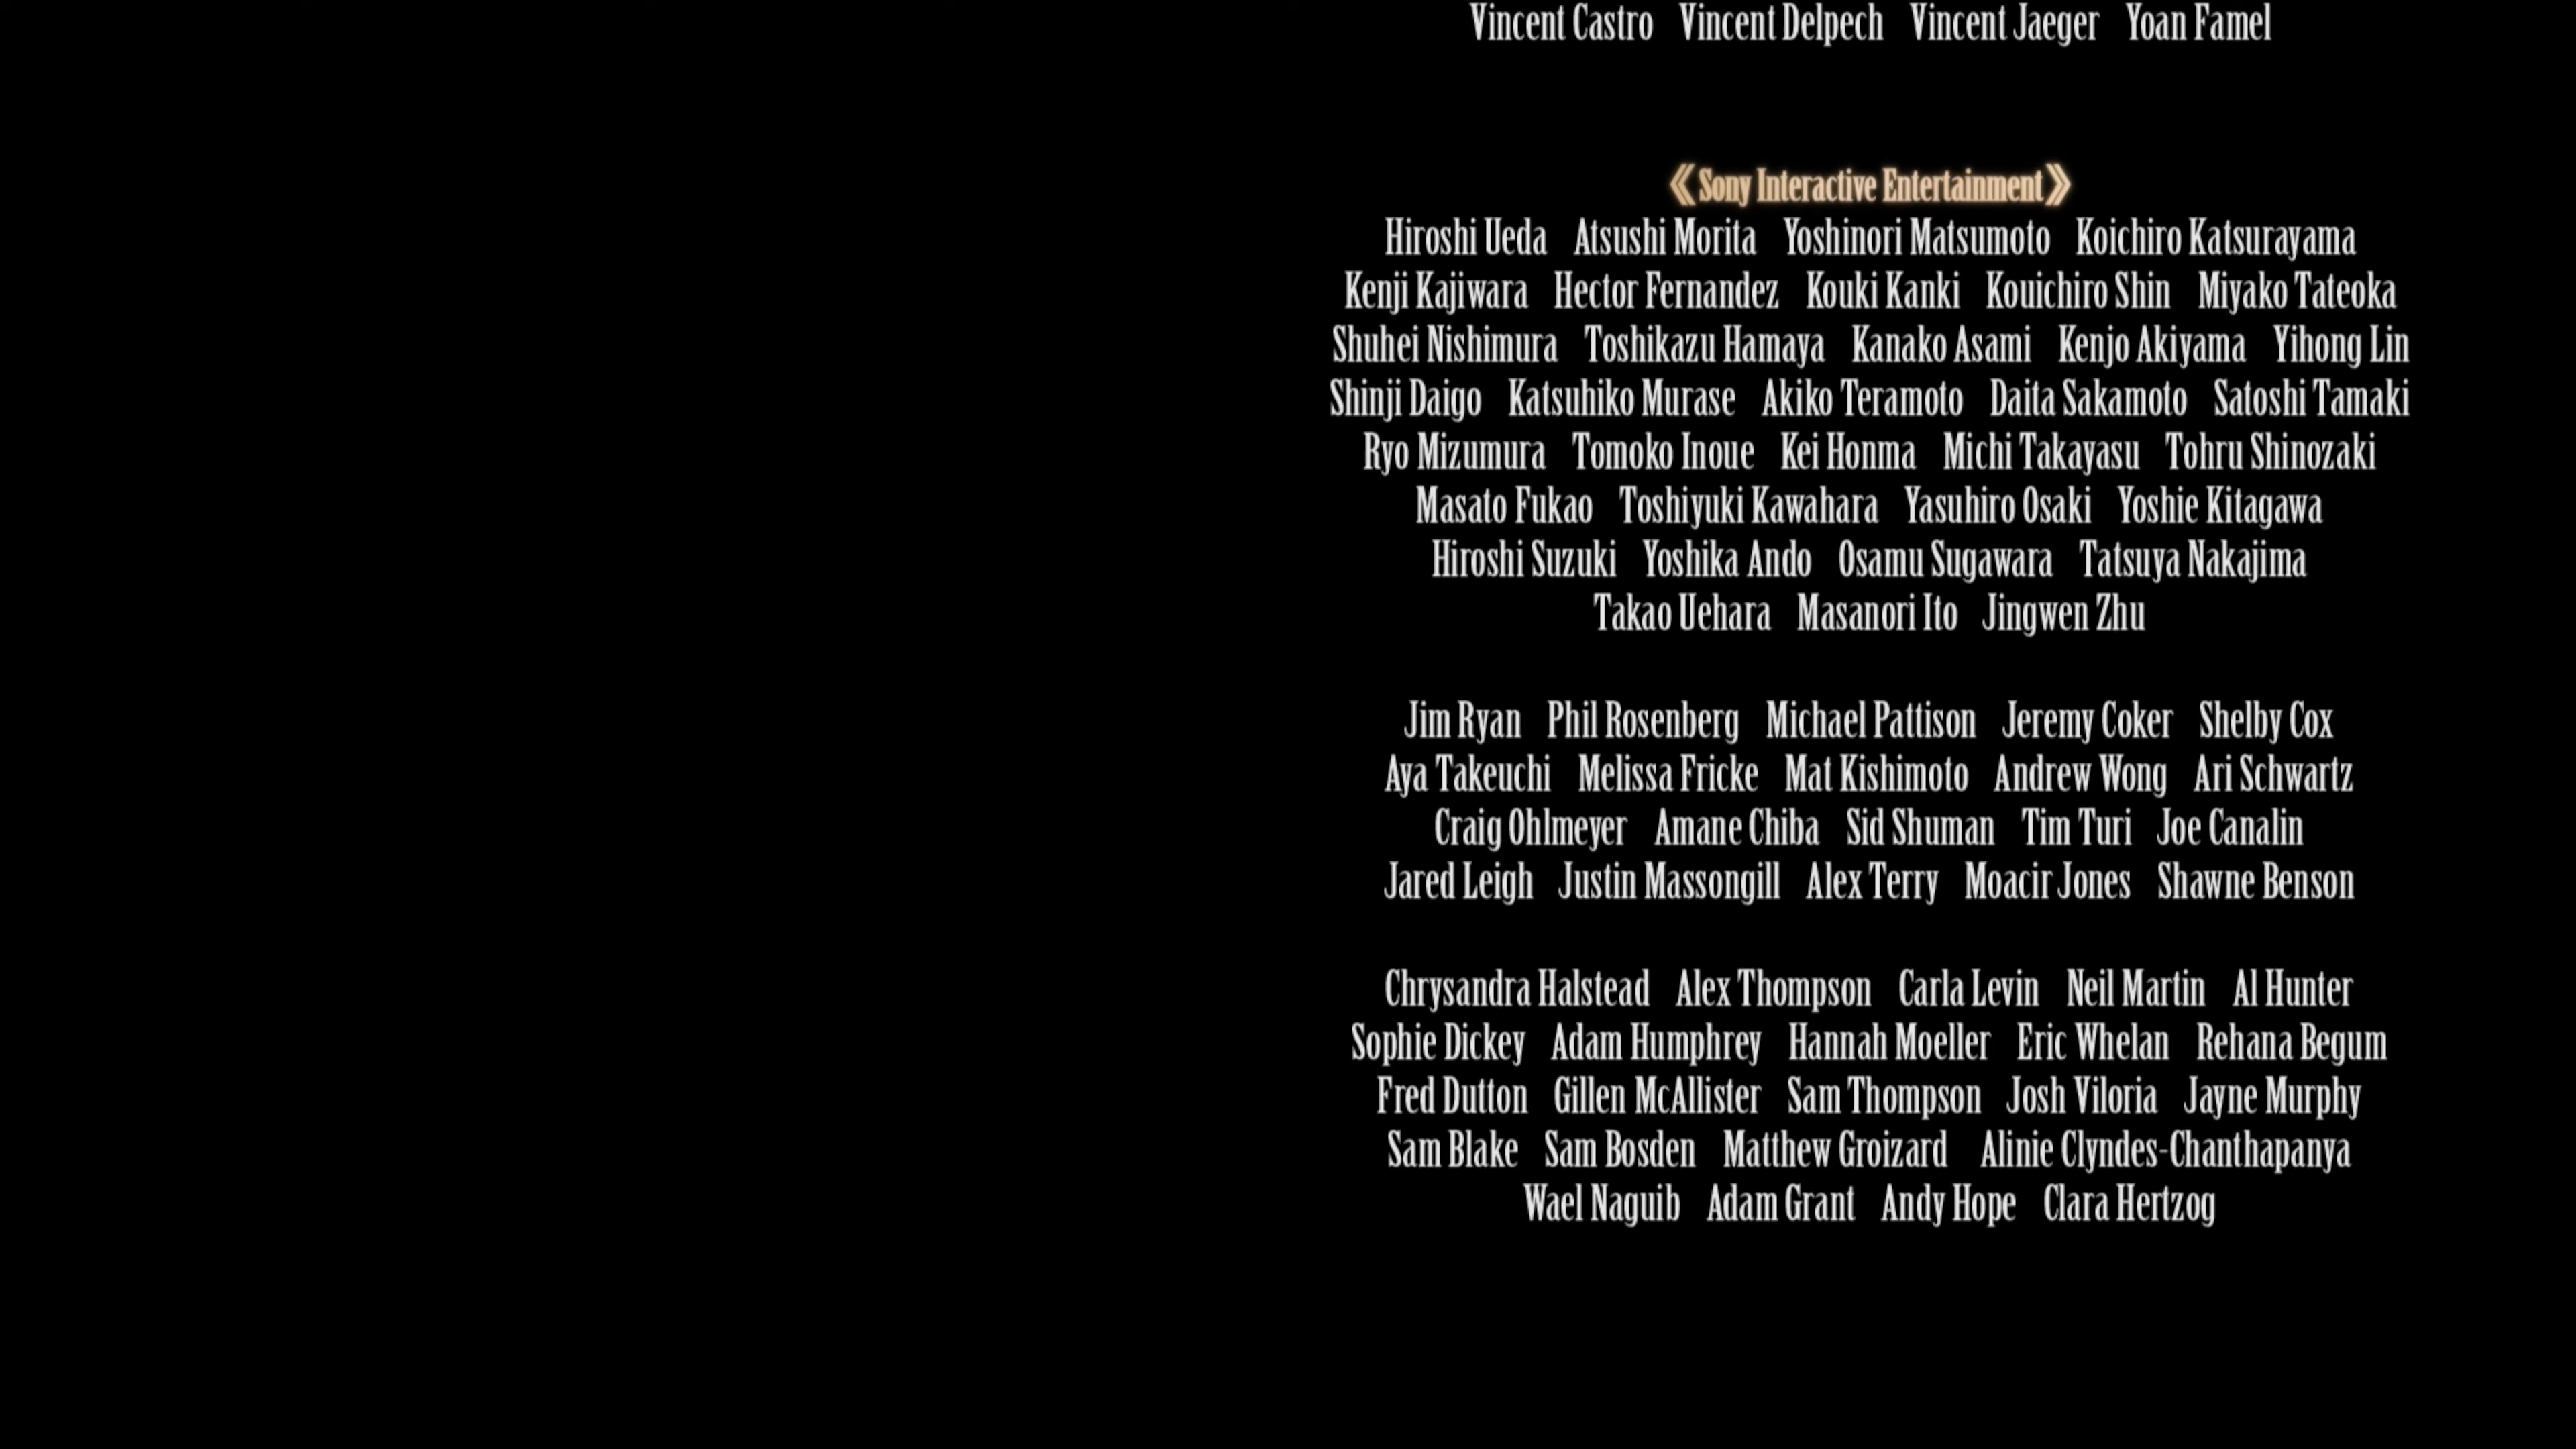 Vincent Castro Vincent Delpech Vincent Jaeger Yoan Famel
《Sony Interactive Entertainment》
Hiroshi Ueda Atsushi Morita Yoshinori Matsumoto Koichiro Katsurayama
Kenji Kajiwara Hector Fernandez Kouki Kanki Kouichiro Shin Miyako Tateoka
Shuhei Nishimura Toshikazu Hamaya Kanako Asami Kenjo Akiyama Yihong Lin
Shinji Daigo Katsuhiko Murase Akiko Teramoto Daita Sakamoto Satoshi Tamaki
Ryo Mizumura Tomoko Inoue Kei Honma Michi Takayasu Tohru Shinozaki
Masato Fukao Toshiyuki Kawahara Yasuhiro Osaki Yoshie Kitagawa
Hiroshi Suzuki Yoshika Ando Osamu Sugawara Tatsuya Nakajima
Takao Uehara Masanori Ito Jingwen Zhu
Jim Ryan Phil Rosenberg Michael Pattison Jeremy Coker Shelby Cox
Aya Takeuchi Melissa Fricke Mat Kishimoto Andrew Wong Ari Schwartz
Craig Ohlmeyer Amane Chiba Sid Shuman Tim Turi Joe Canalin
Jared Leigh Justin Massongill Alex Terry Moacir Jones Shawne Benson
Chrysandra Halstead Alex Thompson Carla Levin Neil Martin Al Hunter
Sophie Dickey Adam Humphrey Hannah Moeller Eric Whelan Rehana Begum
Fred Dutton Gillen McAllister Sam Thompson Josh Viloria Jayne Murphy
Sam Blake Sam Bosden Matthew Groizard Alinie Clyndes-Chanthapanya
Wael Naguib Adam Grant Andy Hope Clara Hertzog